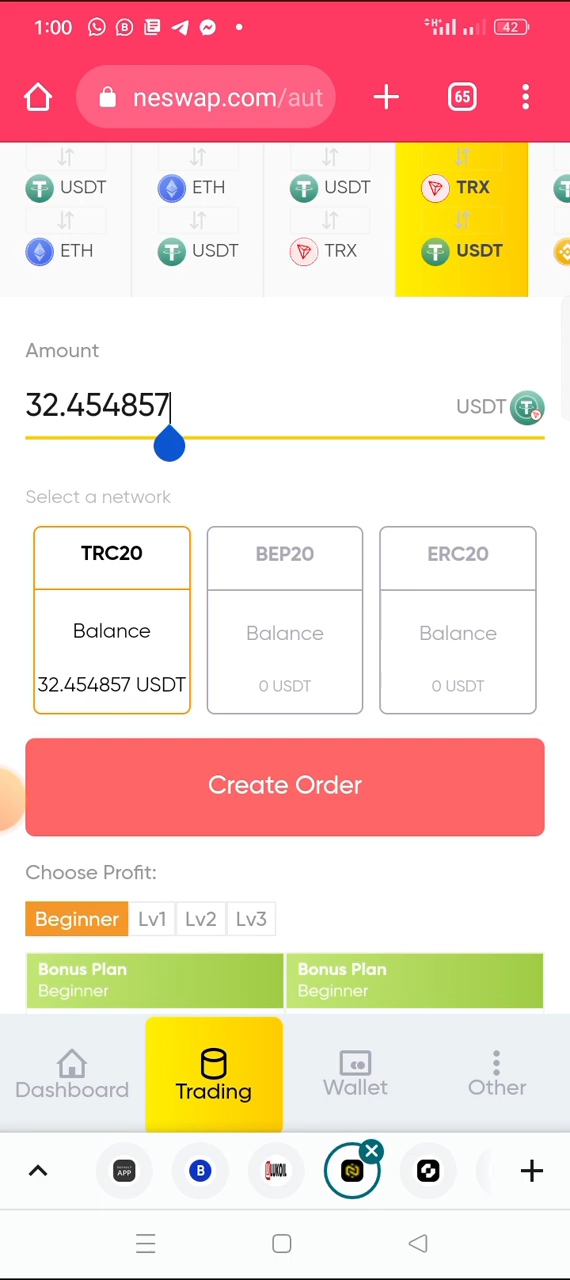 1:00
42
neswap.com/aut
65
USDT
ETH
USDT
TRX
ETH
USDT
TRX
USDT
Amount
32.454857
USDT
Select a network
TRC20
BEP20
ERC20
Balance
Balance
Balance
32.454857 USDT
0 USDT
0 USDT
Create Order
Choose Profit:
Beginner
Lv1
Lv2
Lv3
Bonus Plan
Beginner
Bonus Plan
Beginner
Dashboard
Trading
Wallet
Other
APP
B
LUKOIL